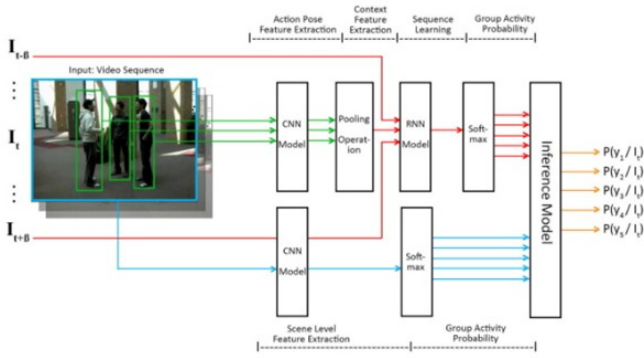 Action Pose
Feature Extraction
Context
Feature
Extraction
Sequence
Learning
Group Activity
Probability
I t-β
Input: Video Sequence
⋮
I t
⋮
I t+β
CNN
Model
Pooling
Operat-
ion
RNN
Model
Soft-
max
Inference Model
P(y1 / It)
P(y2 / It)
P(y3 / It)
P(y4 / It)
P(y5 / It)
CNN
Model
Soft-
max
Scene Level
Feature Extraction
Group Activity
Probability